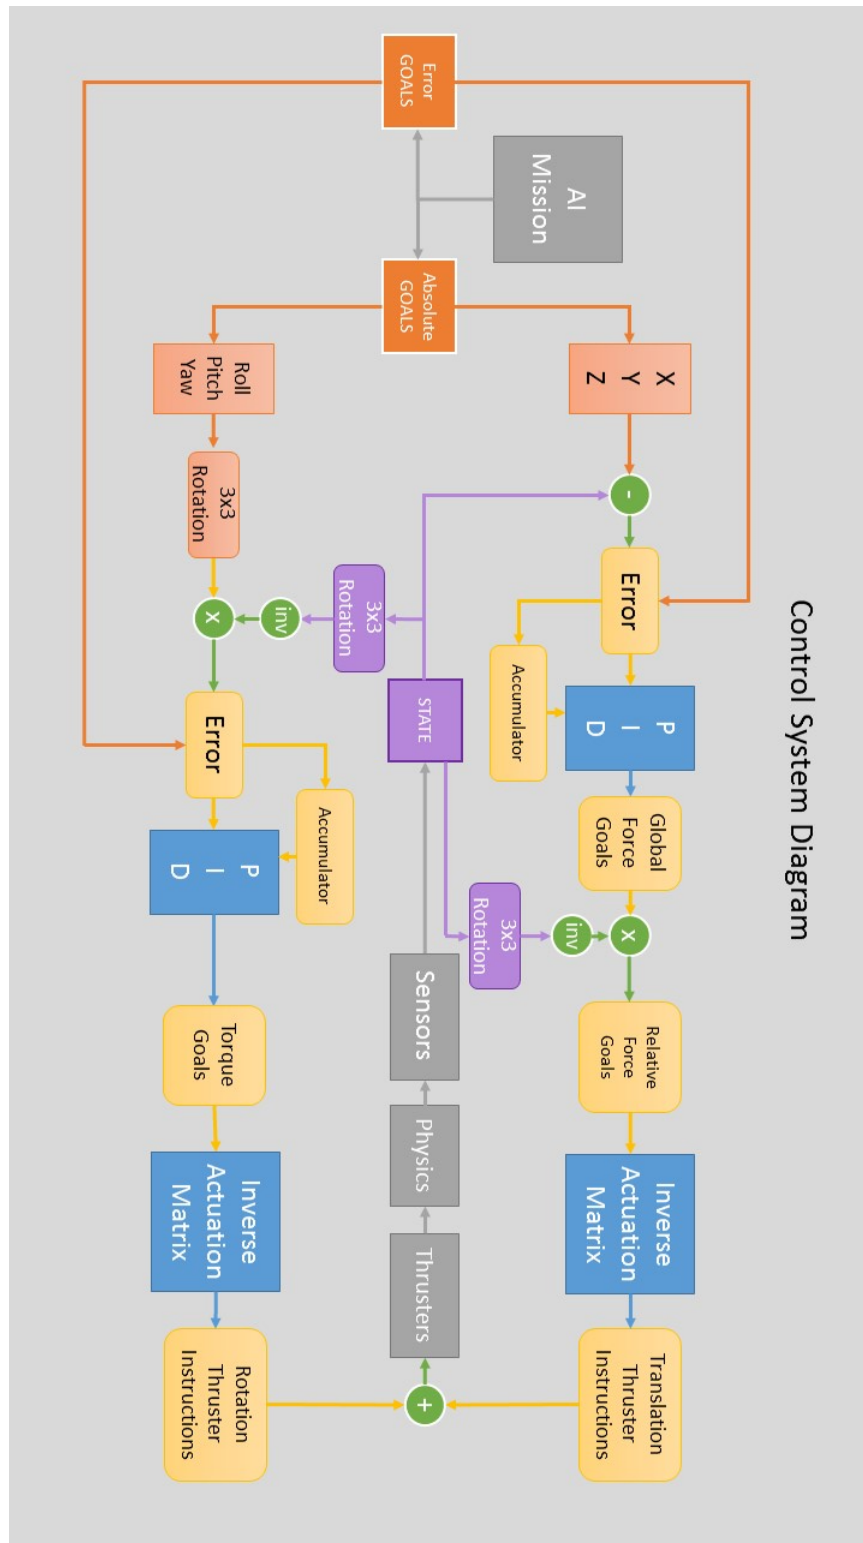 Control System Diagram
AI
Mission
Error
GOALS
Absolute
GOALS
X
Y
Z
-
Error
Accumulator
P
I
D
Global
Force
Goals
3x3
Rotation
inv
x
Relative
Force
Goals
Inverse
Actuation
Matrix
Translation
Thruster
Instructions
STATE
Sensors
Physics
Thrusters
+
3x3
Rotation
inv
Roll
Pitch
Yaw
3x3
Rotation
x
Error
Accumulator
P
I
D
Torque
Goals
Inverse
Actuation
Matrix
Rotation
Thruster
Instructions